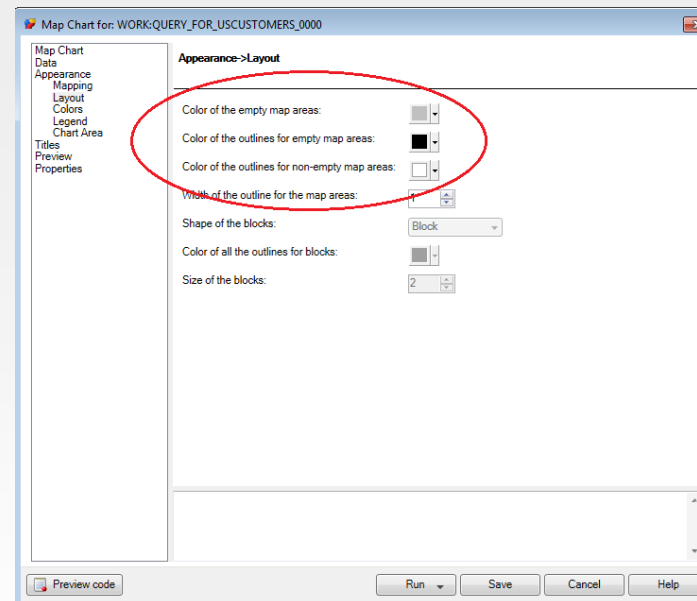 Map Chart for: WORK:QUERY_FOR_USCUSTOMERS_0000
Map Chart
Data
Appearance
Mapping
Layout
Colors
Legend
Chart Area
Titles
Preview
Properties
Appearance->Layout
Color of the empty map areas:
Color of the outlines for empty map areas:
Color of the outlines for non-empty map areas:
Width of the outline for the map areas: 1
Shape of the blocks: Block
Color of all the outlines for blocks:
Size of the blocks: 2
Preview code Run Save Cancel Help